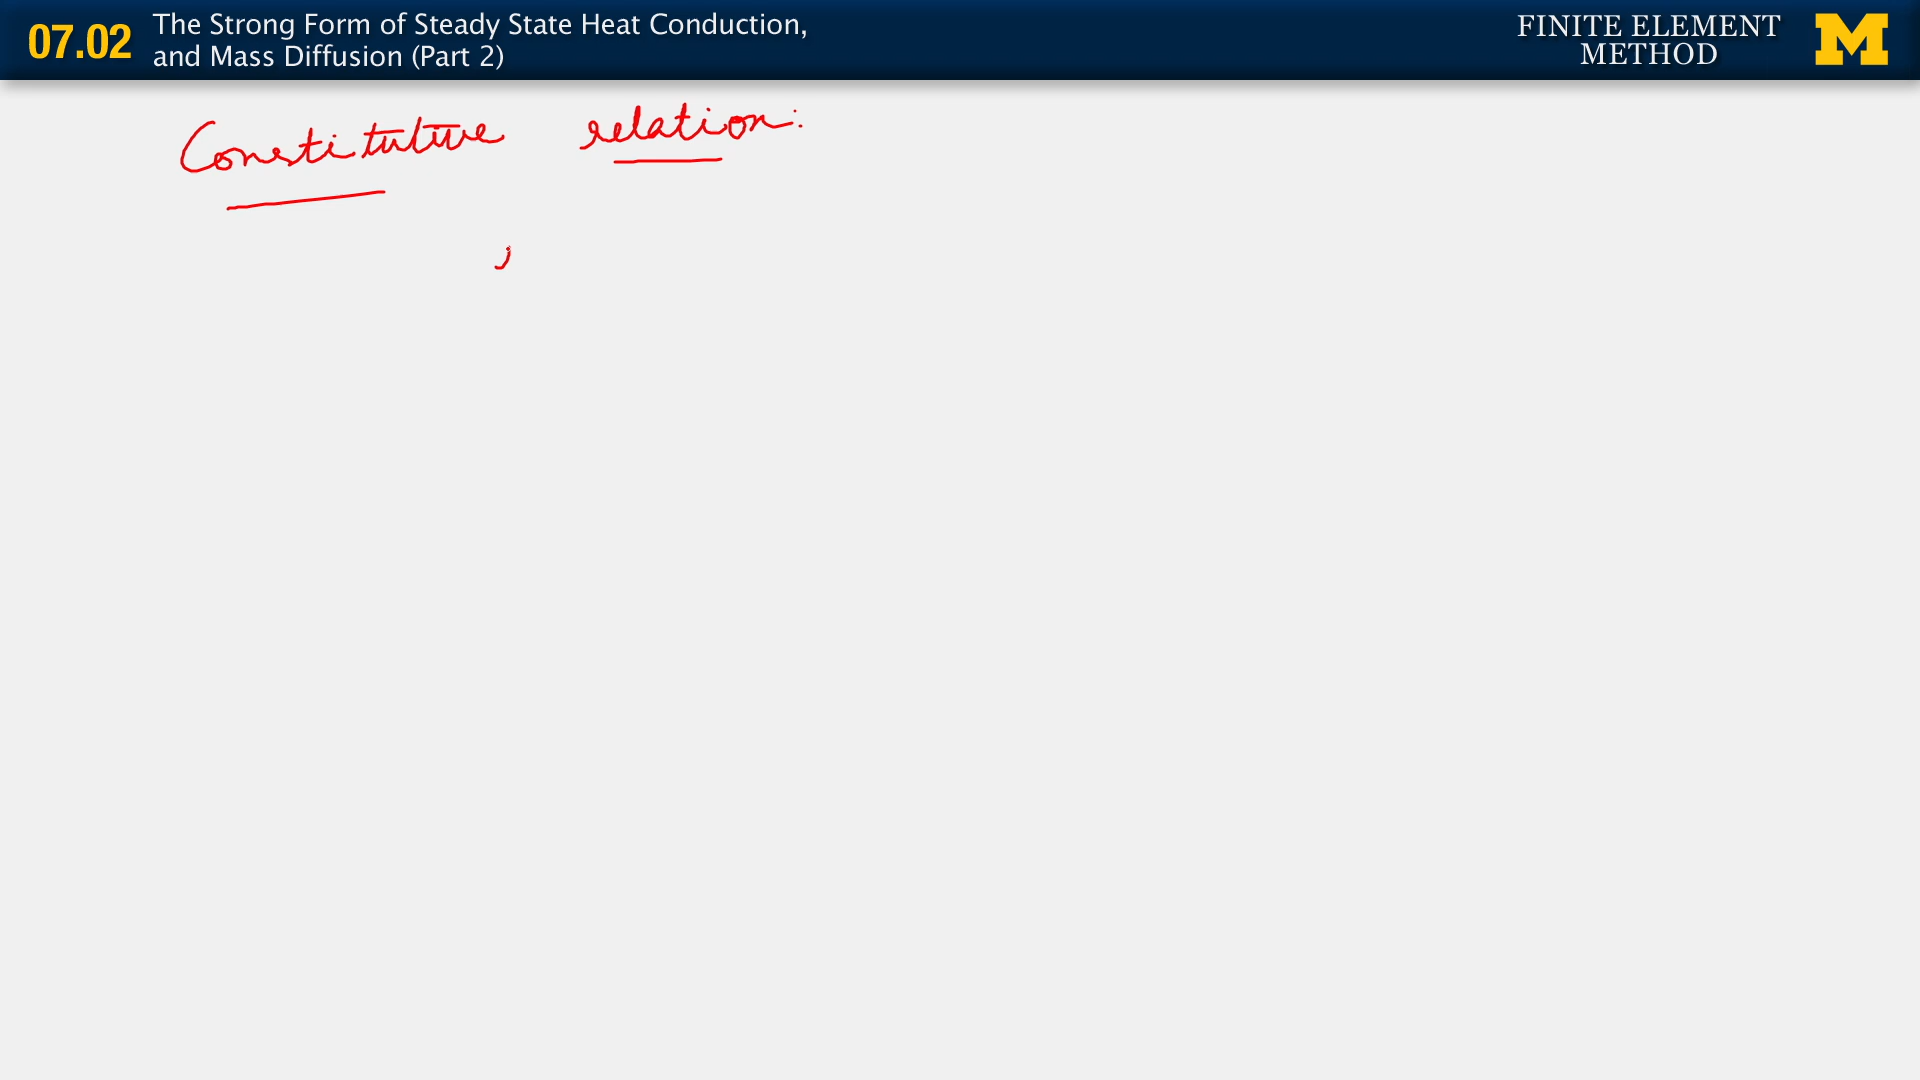 07.02
The Strong Form of Steady State Heat Conduction,
and Mass Diffusion (Part 2)
FINITE ELEMENT
METHOD
M
Constitutive relation: